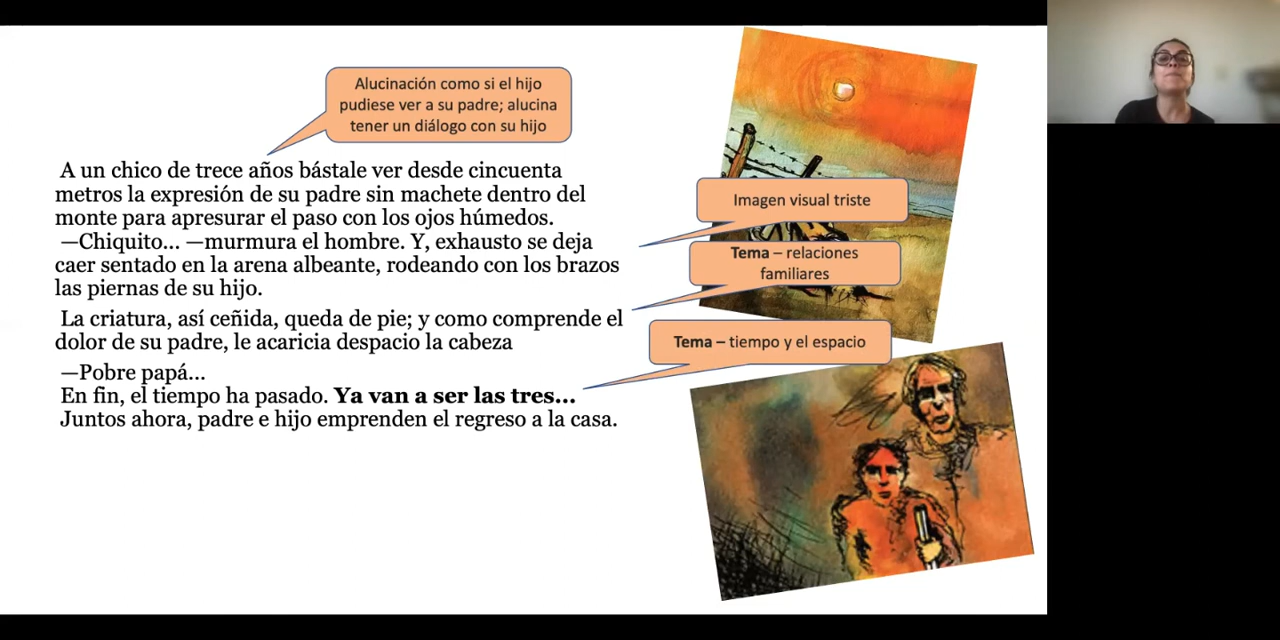 Alucinación como si el hijo
pudiese ver a su padre; alucina
tener un diálogo con su hijo
A un chico de trece años bástale ver desde cincuenta
metros la expresión de su padre sin machete dentro del
monte para apresurar el paso con los ojos húmedos.
—Chiquito... —murmura el hombre. Y, exhausto se deja
caer sentado en la arena albeante, rodeando con los brazos
las piernas de su hijo.
La criatura, así ceñida, queda de pie; y como comprende el
dolor de su padre, le acaricia despacio la cabeza
—Pobre papá...
En fin, el tiempo ha pasado. Ya van a ser las tres...
Juntos ahora, padre e hijo emprenden el regreso a la casa.
Imagen visual triste
Tema – relaciones
familiares
Tema – tiempo y el espacio